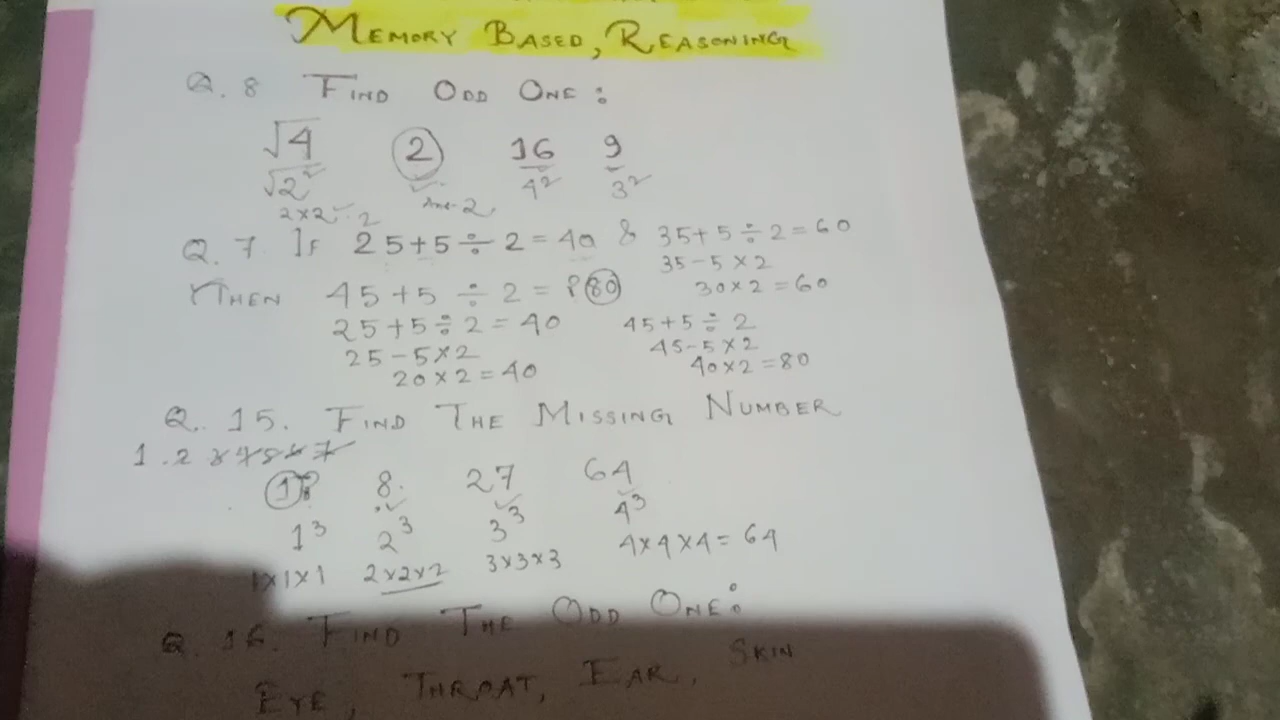 MEMORY BASED, REASONING
Q. 8 FIND ODD ONE :
√4 2 16 9
√2² 4² 3²
2×2 2 2
Q. 7. IF 25+5÷2=40 & 35+5÷2=60
35-5×2
THEN 45+5÷2=? 80 30×2=60
25+5÷2=40 45+5÷2
25-5×2 45-5×2
20×2=40 40×2=80
Q. 15. FIND THE MISSING NUMBER
1.2
1? 8. 27 64
1³ 2³ 3³ 4³
1×1×1 2×2×2 3×3×3 4×4×4=64
Q. 16. FIND THE ODD ONE:
EYE, THROAT, EAR, SKIN